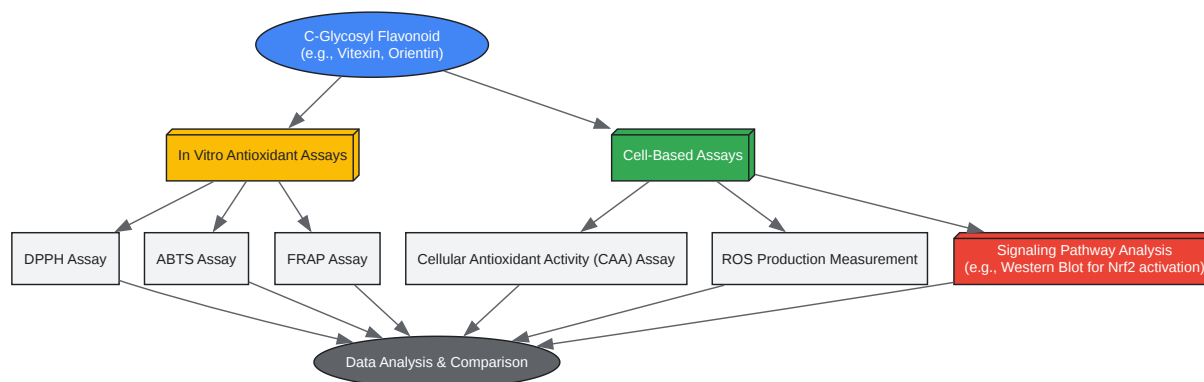 C-Glycosyl Flavonoid
(e.g., Vitexin, Orientin)
In Vitro Antioxidant Assays
Cell-Based Assays
DPPH Assay
ABTS Assay
FRAP Assay
Cellular Antioxidant Activity (CAA) Assay
ROS Production Measurement
Signaling Pathway Analysis
(e.g., Western Blot for Nrf2 activation)
Data Analysis & Comparison